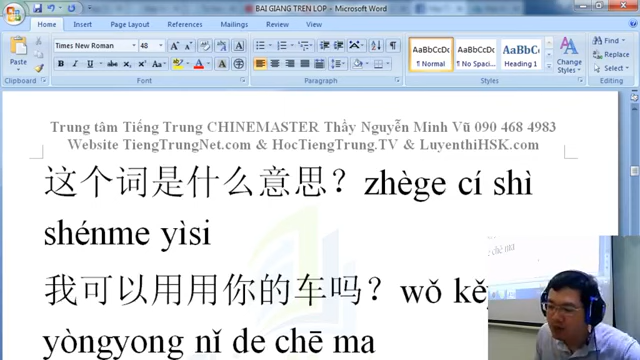 BAI GIANG TREN LOP - Microsoft Word
Home Insert Page Layout References Mailings Review View
Paste Clipboard
Times New Roman 48
Font
Paragraph
AaBbCcDc AaBbCcDc AaBbC
¶ Normal ¶ No Spaci... Heading 1
Change Styles
Styles
Find
Replace
Select
Editing
Trung tâm Tiếng Trung CHINEMASTER Thầy Nguyễn Minh Vũ 090 468 4983
Website TiengTrungNet.com & HocTiengTrung.TV & LuyenthiHSK.com
这个词是什么意思？zhège cí shì
shénme yìsi
我可以用用你的车吗？wǒ kě
yòngyong nǐ de chē ma